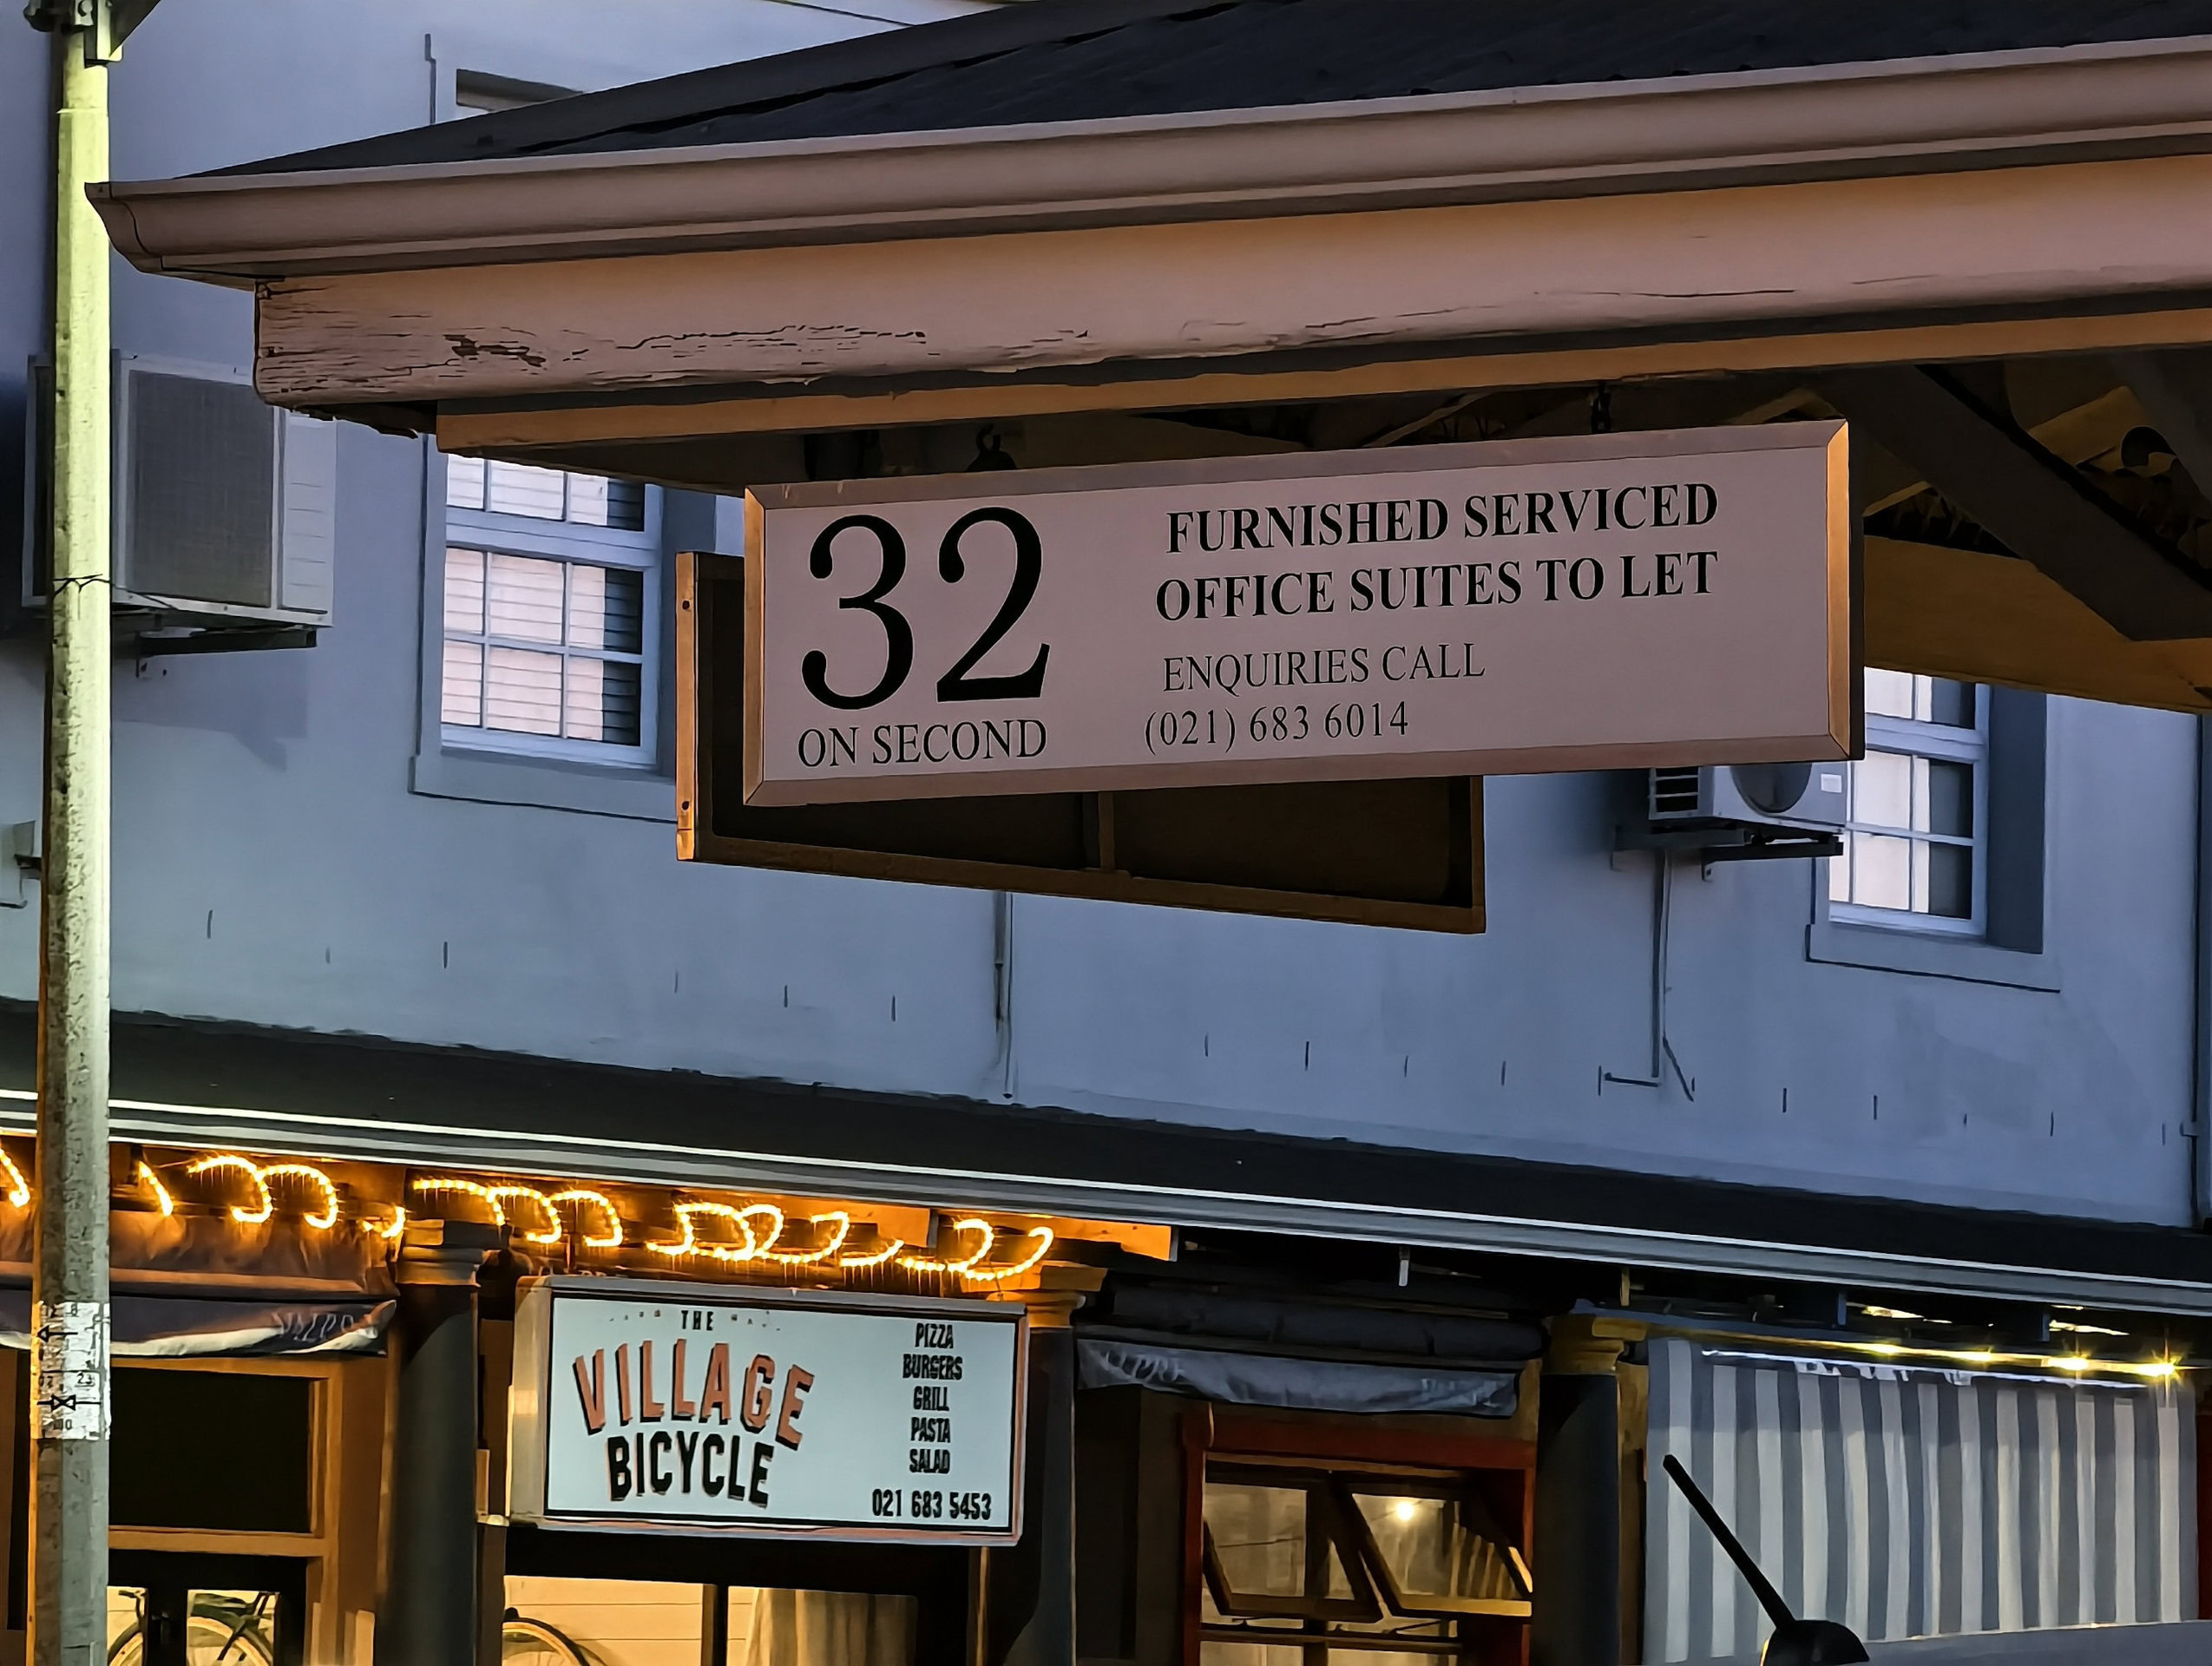 32
ON SECOND
FURNISHED SERVICED
OFFICE SUITES TO LET
ENQUIRIES CALL
(021) 683 6014
THE
VILLAGE
BICYCLE
PIZZA
BURGERS
GRILL
PASTA
SALAD
021 683 5453